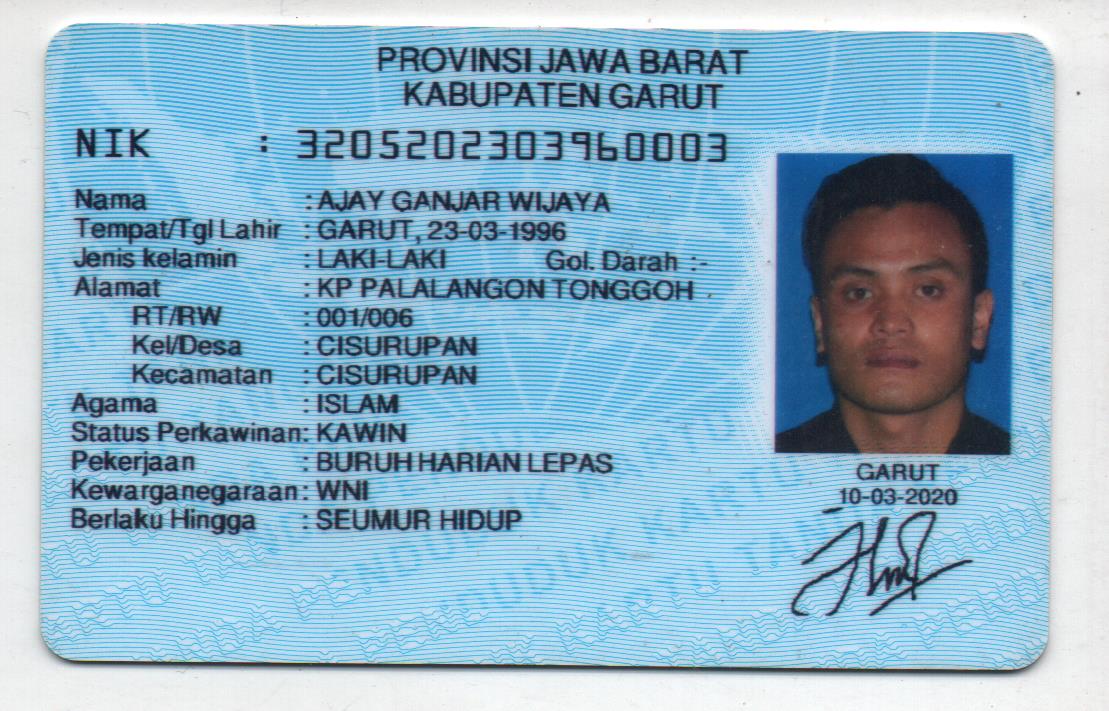 PROVINSI JAWA BARAT
KABUPATEN GARUT
NIK : 3205202303960003
Nama : AJAY GANJAR WIJAYA
Tempat/Tgl Lahir : GARUT, 23-03-1996
Jenis kelamin : LAKI-LAKI Gol. Darah :-
Alamat : KP PALALANGON TONGGOH
RT/RW : 001/006
Kel/Desa : CISURUPAN
Kecamatan : CISURUPAN
Agama : ISLAM
Status Perkawinan: KAWIN
Pekerjaan : BURUH HARIAN LEPAS
Kewarganegaraan: WNI
Berlaku Hingga : SEUMUR HIDUP
GARUT
10-03-2020